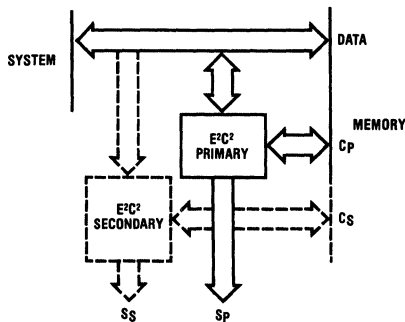 DATA
SYSTEM
MEMORY
E²C²
PRIMARY
CP
E²C²
SECONDARY
CS
SS
SP